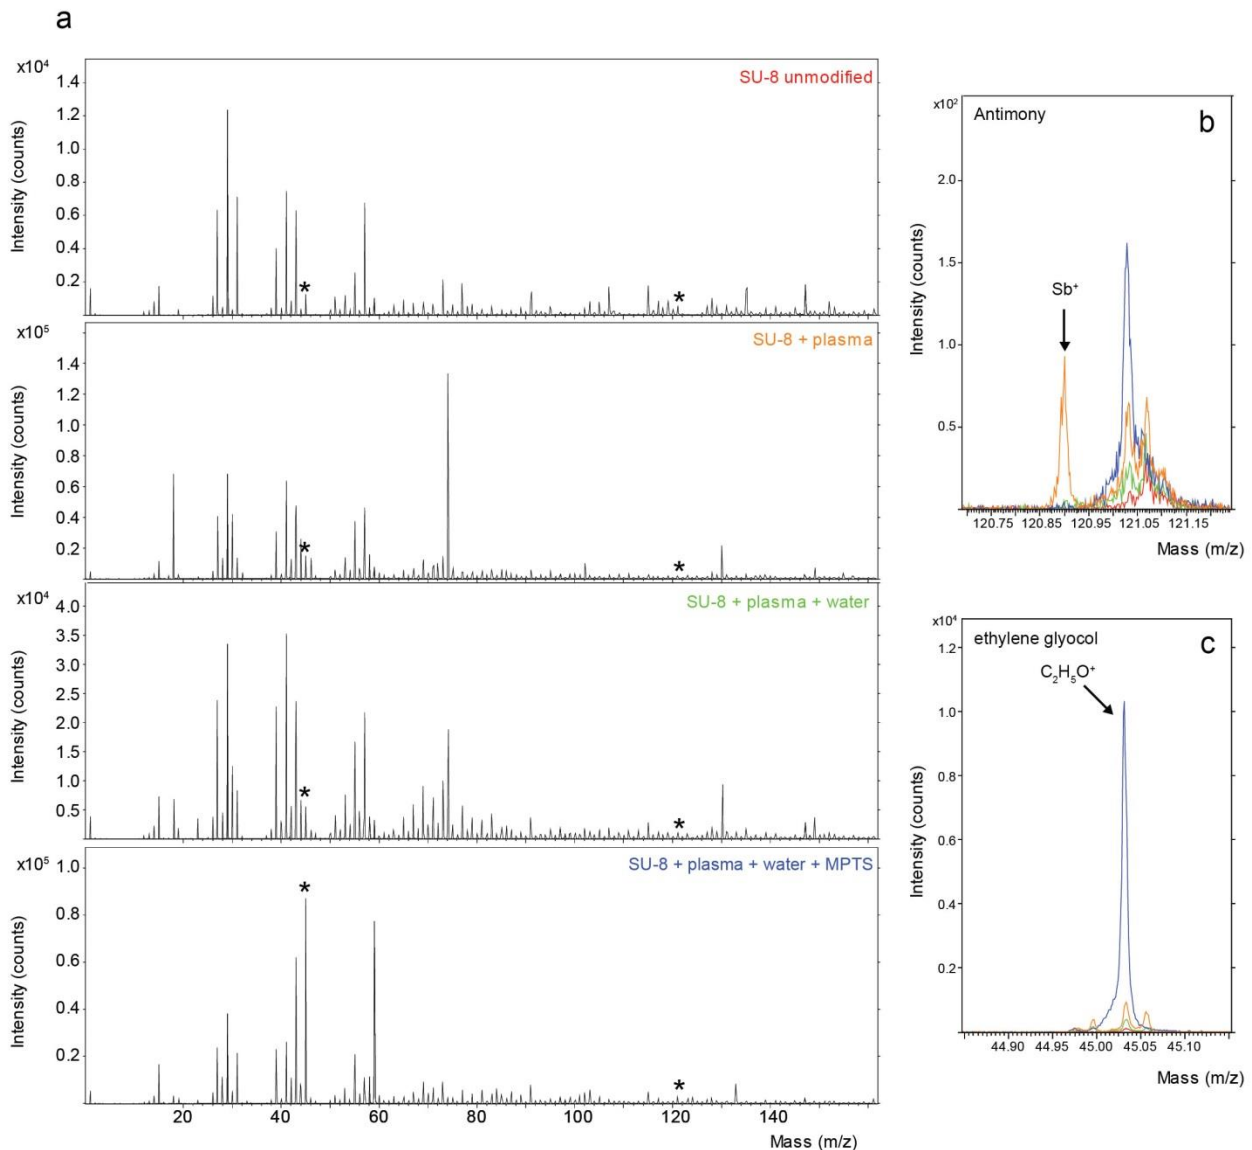 a
x10⁴
SU-8 unmodified
1.4
1.2
1.0
0.8
0.6
0.4
0.2
Intensity (counts)
*
*
x10⁵
SU-8 + plasma
1.4
1.2
1.0
0.8
0.6
0.4
0.2
Intensity (counts)
*
*
x10⁴
SU-8 + plasma + water
4.0
3.5
3.0
2.5
2.0
1.5
1.0
0.5
Intensity (counts)
*
*
x10⁵
SU-8 + plasma + water + MPTS
1.0
0.8
0.6
0.4
0.2
Intensity (counts)
*
*
20 40 60 80 100 120 140
Mass (m/z)
x10²
Antimony
b
2.0
1.5
1.0
0.5
Intensity (counts)
Sb⁺
120.75 120.85 120.95 121.05 121.15
Mass (m/z)
x10⁴
ethylene glyocol
c
C₂H₅O⁺
1.2
1.0
0.8
0.6
0.4
0.2
Intensity (counts)
44.90 44.95 45.00 45.05 45.10
Mass (m/z)